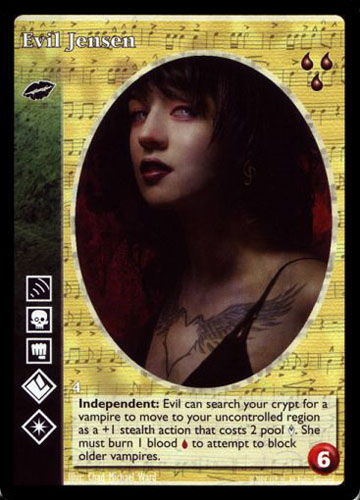 Evil Jensen
4
Independent: Evil can search your crypt for a
vampire to move to your uncontrolled region
as a +1 stealth action that costs 2 pool . She
must burn 1 blood to attempt to block
older vampires.
6